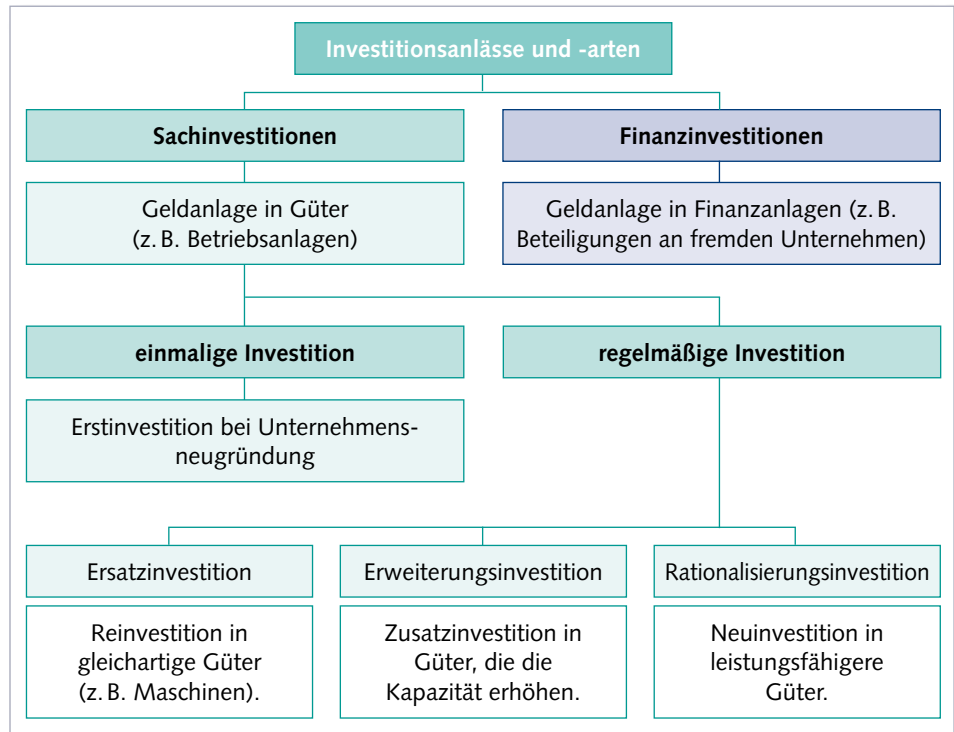 Investitionsanlässe und -arten
Sachinvestitionen
Finanzinvestitionen
Geldanlage in Güter
(z. B. Betriebsanlagen)
Geldanlage in Finanzanlagen (z. B.
Beteiligungen an fremden Unternehmen)
einmalige Investition
regelmäßige Investition
Erstinvestition bei Unternehmens-
neugründung
Ersatzinvestition
Erweiterungsinvestition
Rationalisierungsinvestition
Reinvestition in
gleichartige Güter
(z. B. Maschinen).
Zusatzinvestition in
Güter, die die
Kapazität erhöhen.
Neuinvestition in
leistungsfähigere
Güter.